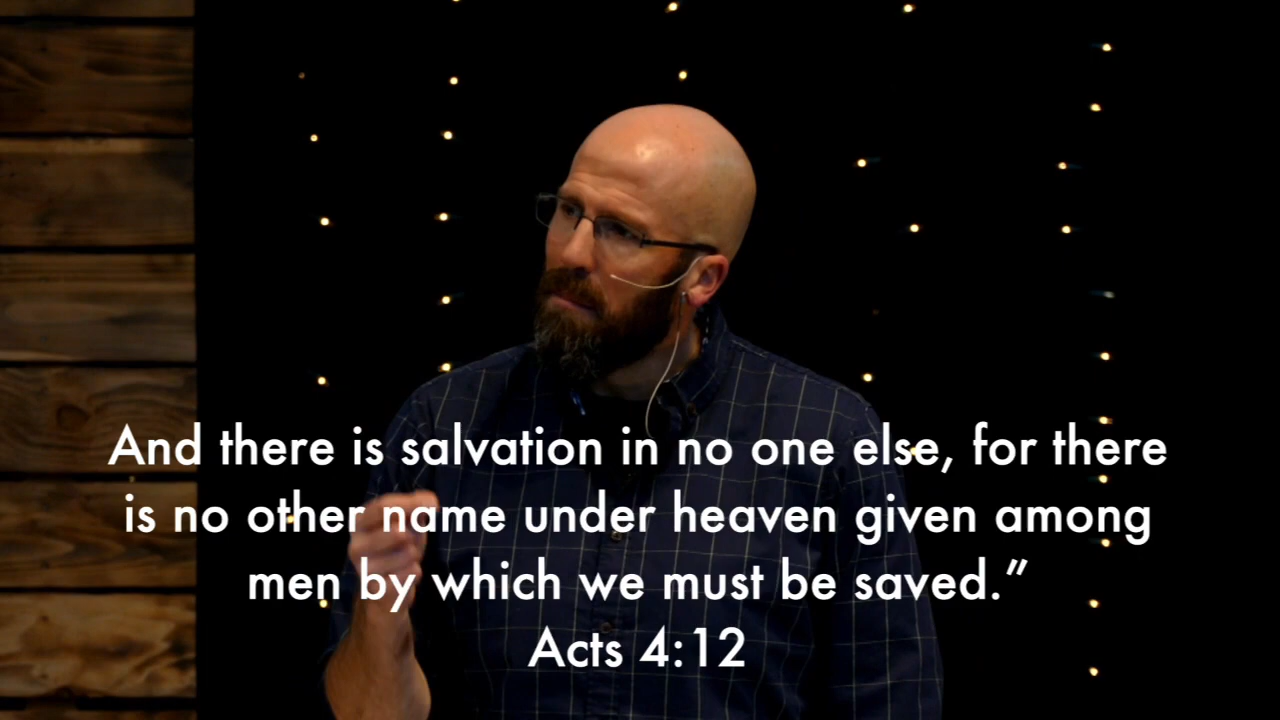 And there is salvation in no one else, for there
is no other name under heaven given among
men by which we must be saved.”
Acts 4:12